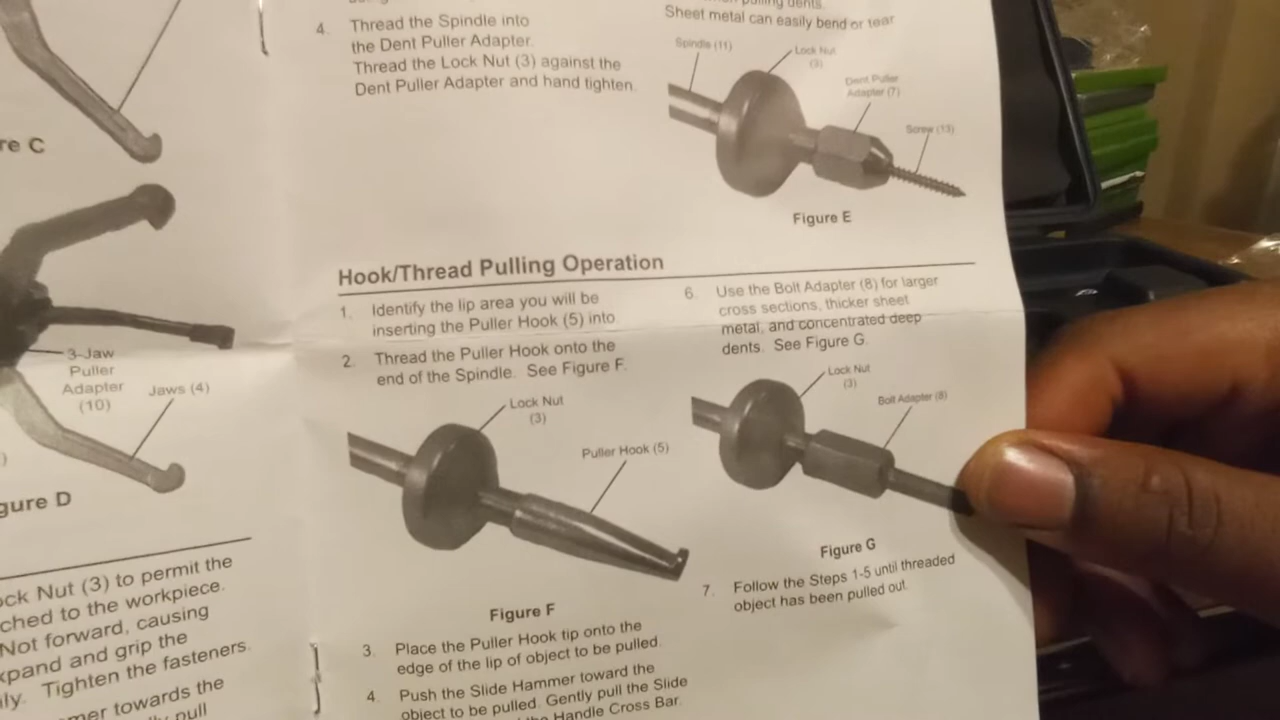 re C
3-Jaw
Puller
Adapter
(10)
Jaws (4)
)
gure D
ock Nut (3) to permit the
ched to the workpiece.
Not forward, causing
xpand and grip the
ily. Tighten the fasteners.
mer towards the
pull
4. Thread the Spindle into
the Dent Puller Adapter.
Thread the Lock Nut (3) against the
Dent Puller Adapter and hand tighten.
pulling dents.
Sheet metal can easily bend or tear
Spindle (11)
Lock Nut
(3)
Dent Puller
Adapter (7)
Screw (13)
Figure E
Hook/Thread Pulling Operation
1. Identify the lip area you will be
inserting the Puller Hook (5) into
2. Thread the Puller Hook onto the
end of the Spindle. See Figure F.
Lock Nut
(3)
Puller Hook (5)
Figure F
3. Place the Puller Hook tip onto the
edge of the lip of object to be pulled.
4. Push the Slide Hammer toward the
object to be pulled. Gently pull the Slide
Handle Cross Bar.
6. Use the Bolt Adapter (8) for larger
cross sections, thicker sheet
metal, and concentrated deep
dents. See Figure G.
Lock Nut
(3)
Bolt Adapter (8)
Figure G
7. Follow the Steps 1-5 until threaded
object has been pulled out.